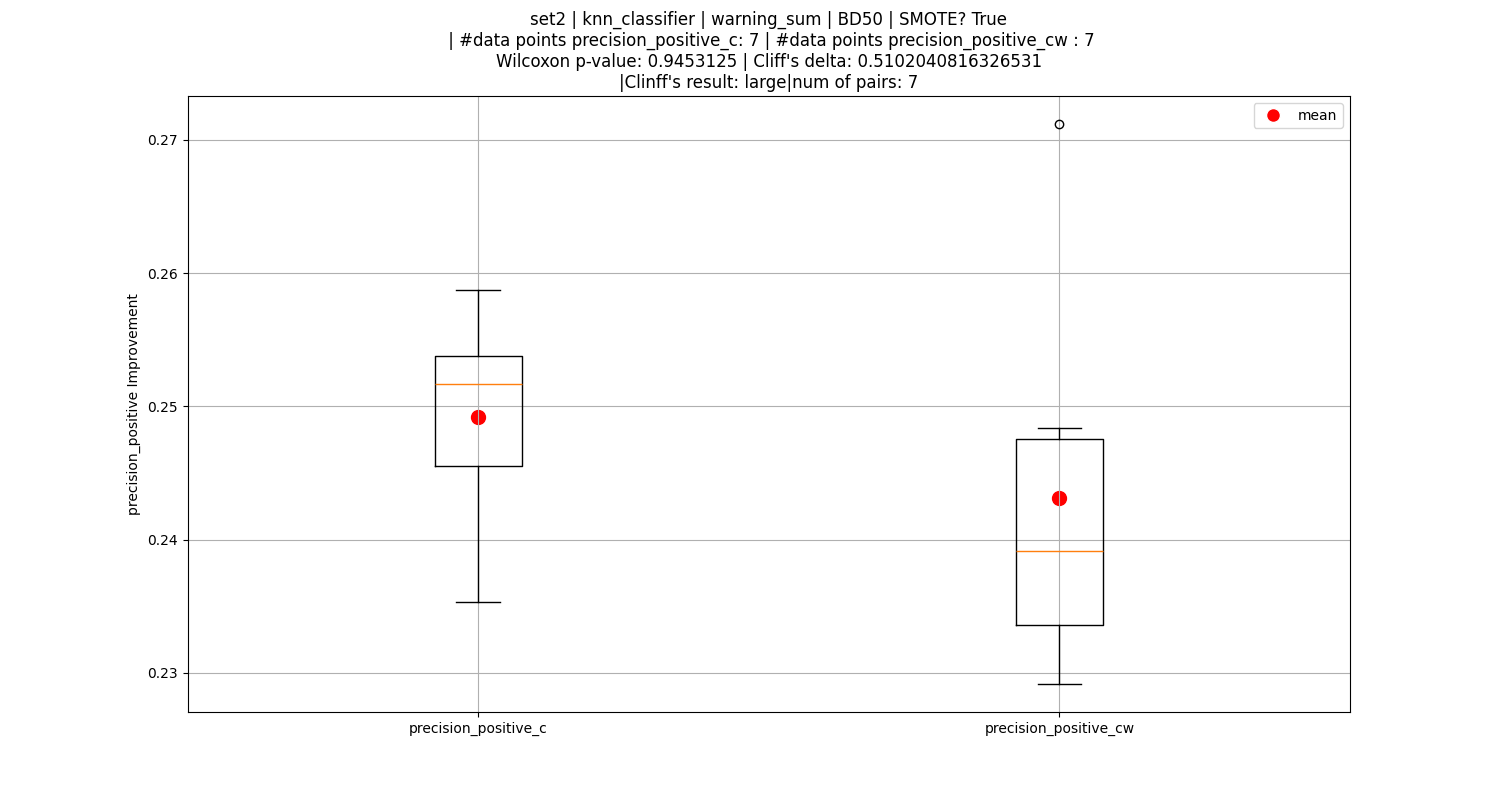 set2 | knn_classifier | warning_sum | BD50 | SMOTE? True
| #data points precision_positive_c: 7 | #data points precision_positive_cw : 7
Wilcoxon p-value: 0.9453125 | Cliff's delta: 0.5102040816326531
|Clinff's result: large|num of pairs: 7
mean
0.27
0.26
0.25
0.24
0.23
precision_positive Improvement
precision_positive_c
precision_positive_cw